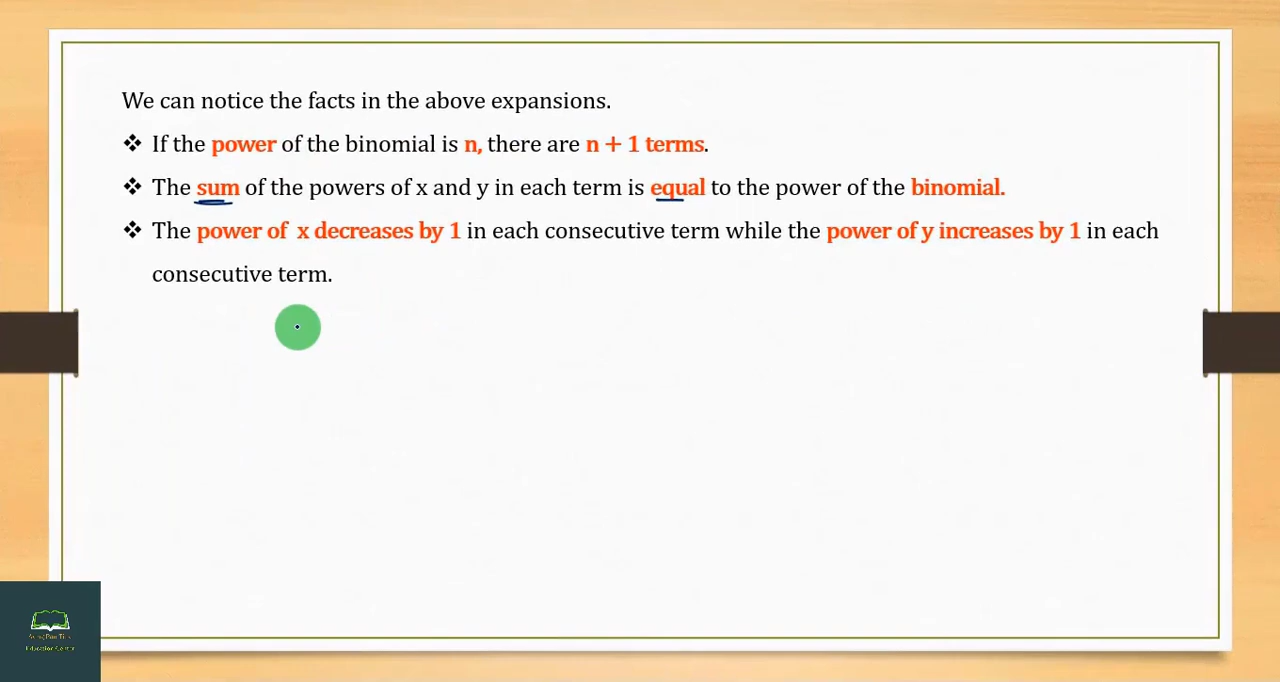 We can notice the facts in the above expansions.
❖ If the power of the binomial is n, there are n + 1 terms.
❖ The sum of the powers of x and y in each term is equal to the power of the binomial.
❖ The power of x decreases by 1 in each consecutive term while the power of y increases by 1 in each
consecutive term.
Education Center